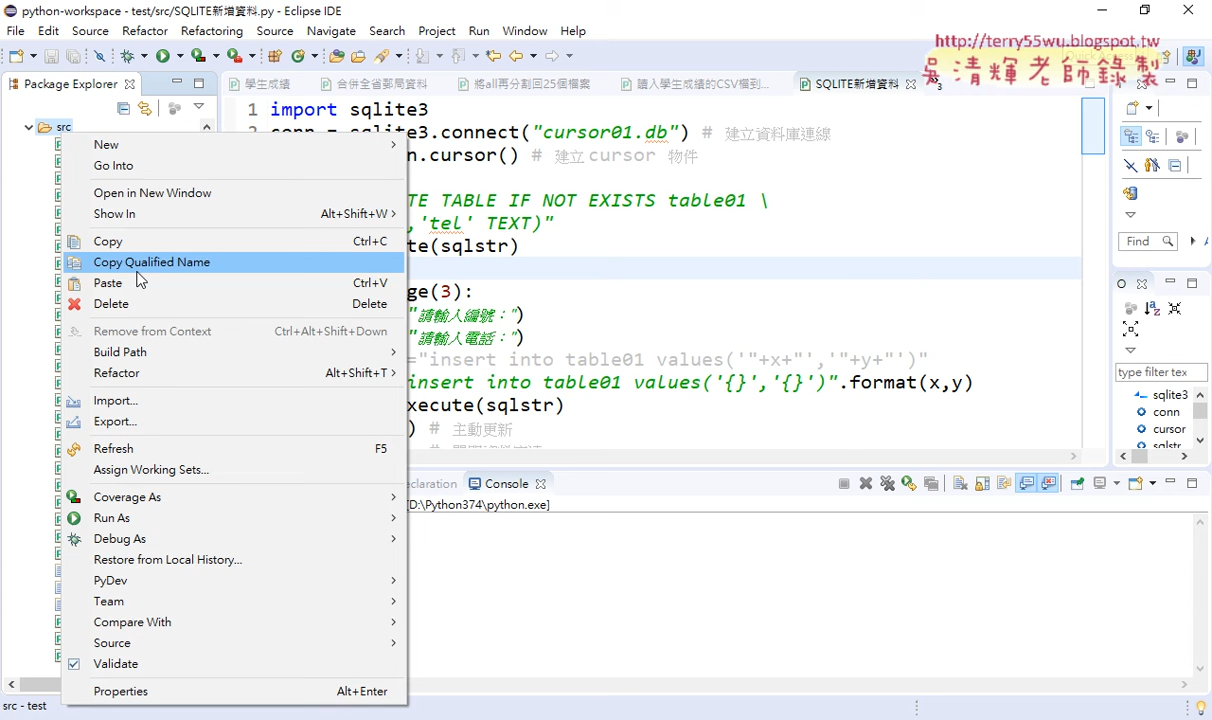 python-workspace - test/src/SQLITE新增資料.py - Eclipse IDE
File Edit Source Refactor Refactoring Source Navigate Search Project Run Window Help
http://terry55wu.blogspot.tw
吳清輝老師錄製
Package Explorer
學生成績
合併全省郵局資料
將all再分割回25個檔案
讀入學生成績的CSV檔到...
SQLITE新增資料
src
1 import sqlite3
2 conn = sqlite3.connect("cursor01.db") # 建立資料庫連線
n.cursor() # 建立 cursor 物件
TE TABLE IF NOT EXISTS table01 \
,'tel' TEXT)"
te(sqlstr)
ge(3):
"請輸入編號：")
"請輸入電話：")
="insert into table01 values('"+x+"','"+y+"')"
insert into table01 values('{}','{}')".format(x,y)
xecute(sqlstr)
) # 主動更新
New
Go Into
Open in New Window
Show In Alt+Shift+W
Copy Ctrl+C
Copy Qualified Name
Paste Ctrl+V
Delete Delete
Remove from Context Ctrl+Alt+Shift+Down
Build Path
Refactor Alt+Shift+T
Import...
Export...
Refresh F5
Assign Working Sets...
Coverage As
Run As
Debug As
Restore from Local History...
PyDev
Team
Compare With
Source
Validate
Properties Alt+Enter
eclaration
Console
[D:\Python374\python.exe]
Find
type filter tex
sqlite3
conn
cursor
sqlstr
src - test